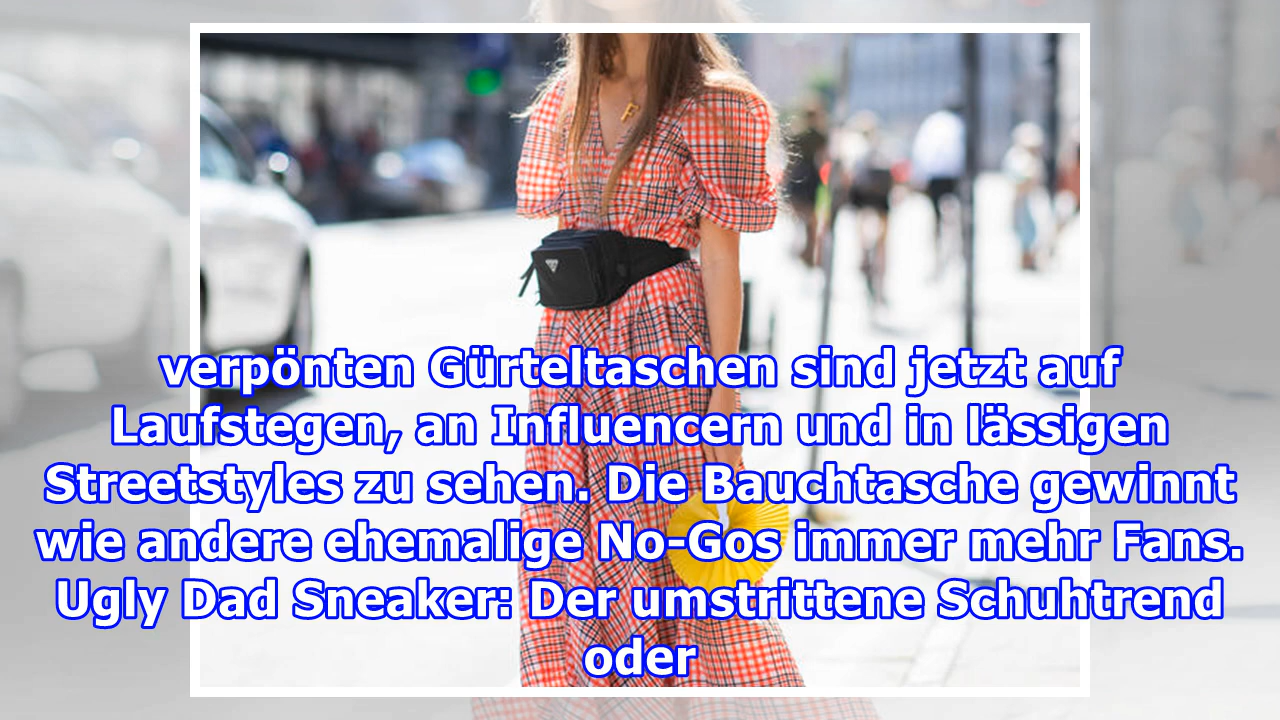 verpönten Gürteltaschen sind jetzt auf
Laufstegen, an Influencern und in lässigen
Streetstyles zu sehen. Die Bauchtasche gewinnt
wie andere ehemalige No-Gos immer mehr Fans.
Ugly Dad Sneaker: Der umstrittene Schuhtrend
oder